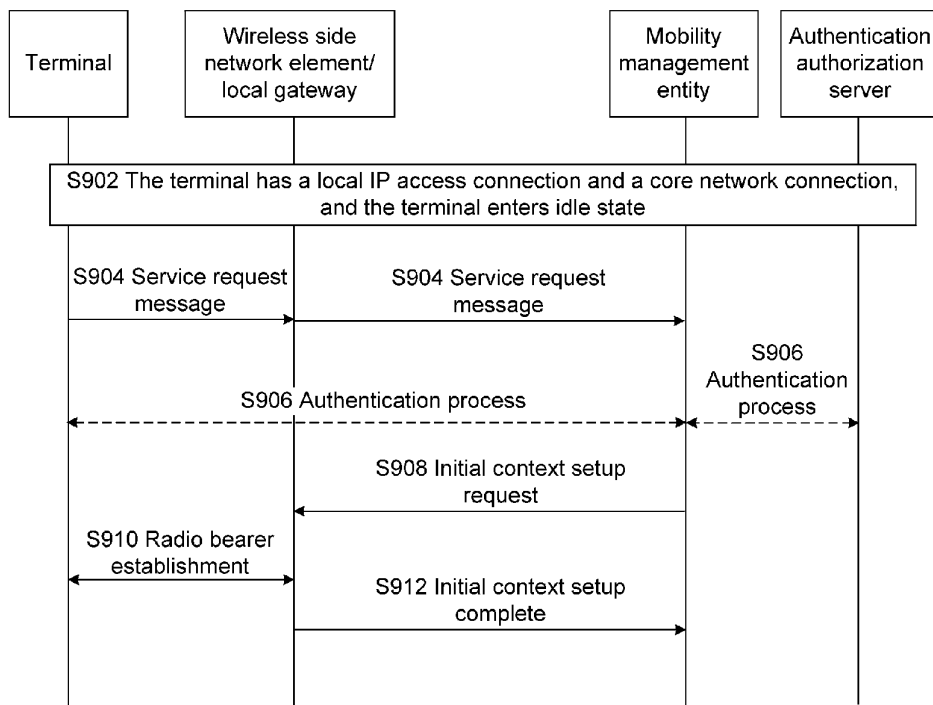 Terminal
Wireless side
network element/
local gateway
Mobility
management
entity
Authentication
authorization
server
S902 The terminal has a local IP access connection and a core network connection,
and the terminal enters idle state
S904 Service request
message
S904 Service request
message
S906 Authentication process
S906
Authentication
process
S908 Initial context setup
request
S910 Radio bearer
establishment
S912 Initial context setup
complete